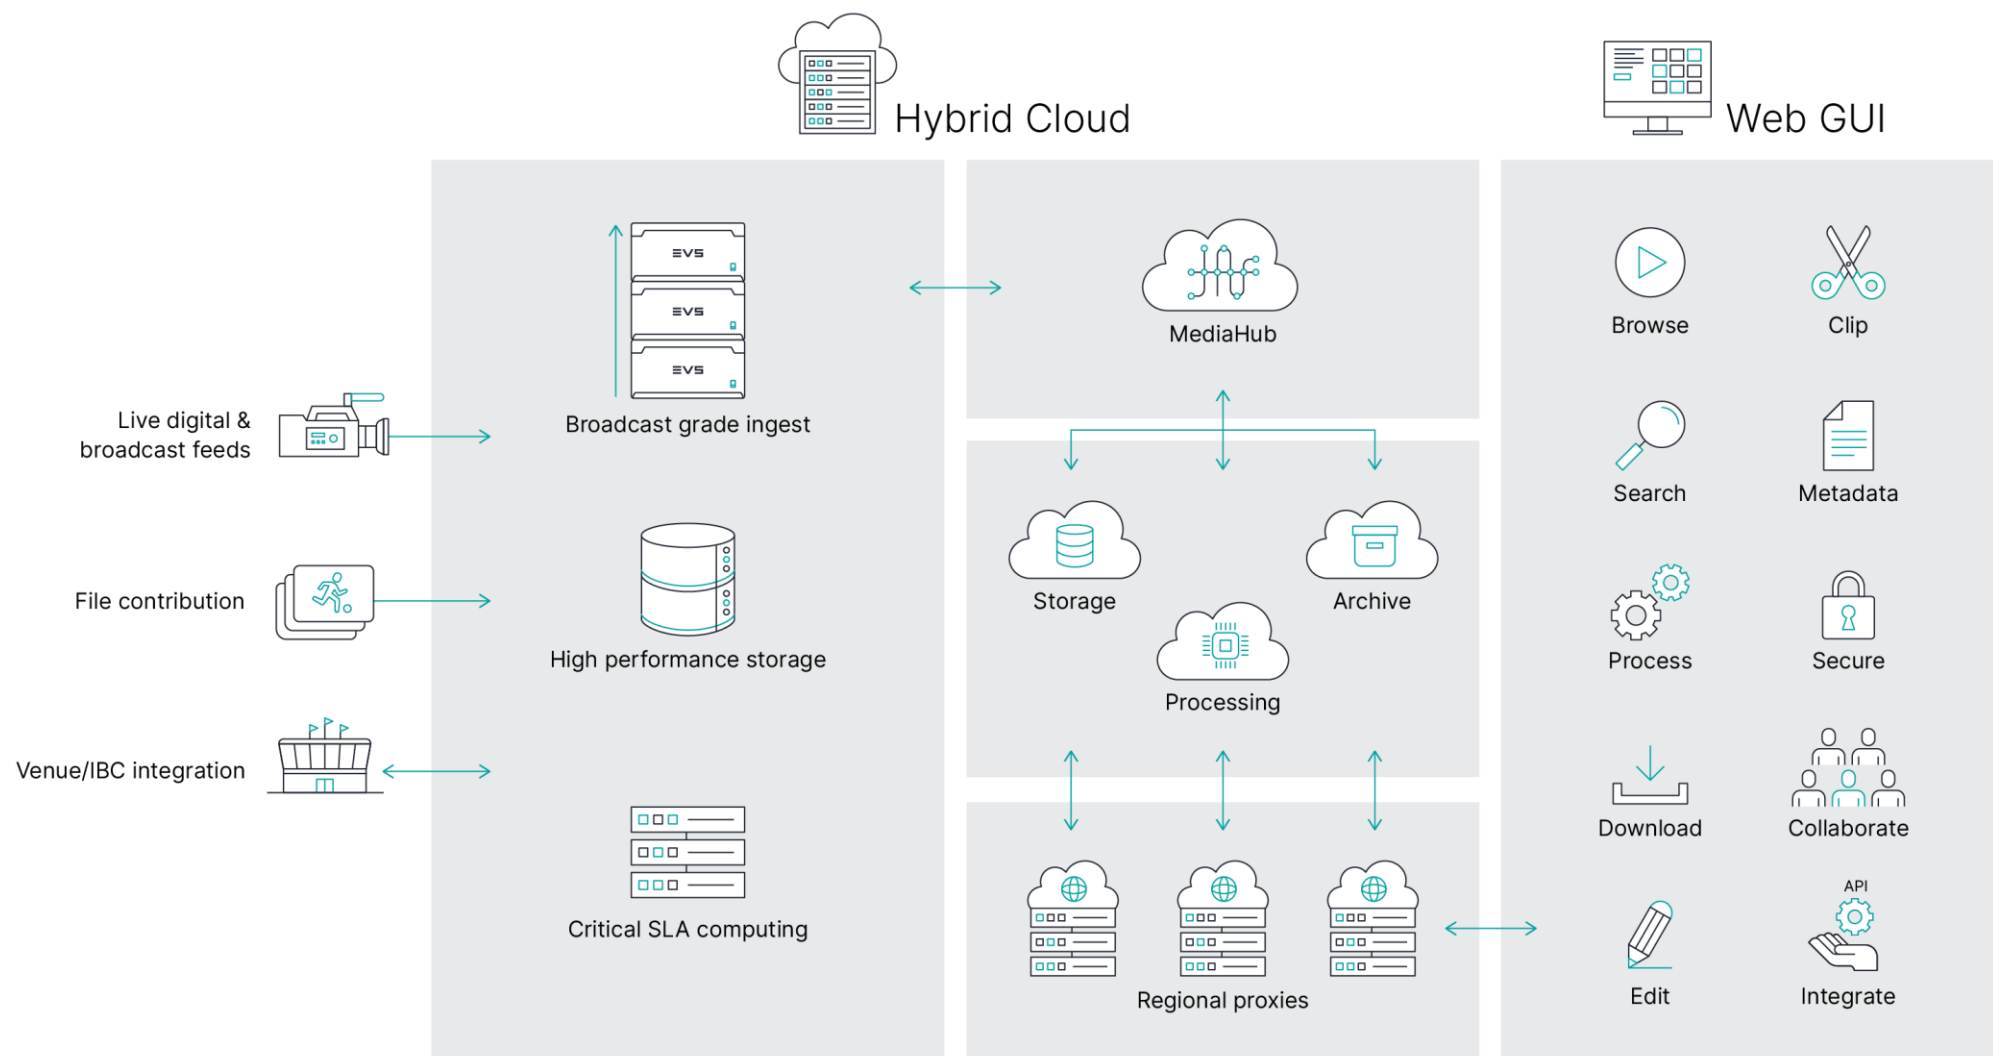 Hybrid Cloud
Web GUI
Live digital &
broadcast feeds
File contribution
Venue/IBC integration
EVS
EVS
EVS
Broadcast grade ingest
High performance storage
Critical SLA computing
MediaHub
Storage
Archive
Processing
Regional proxies
Browse
Clip
Search
Metadata
Process
Secure
Download
Collaborate
API
Edit
Integrate